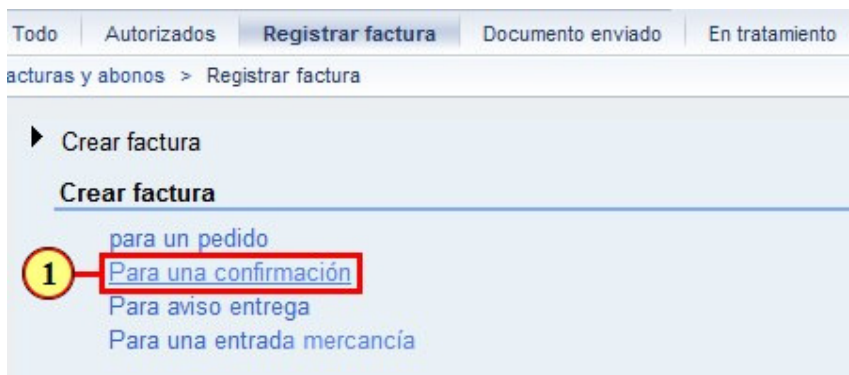 Todo Autorizados Registrar factura Documento enviado En tratamiento
acturas y abonos > Registrar factura
Crear factura
Crear factura
para un pedido
1 Para una confirmación
Para aviso entrega
Para una entrada mercancía